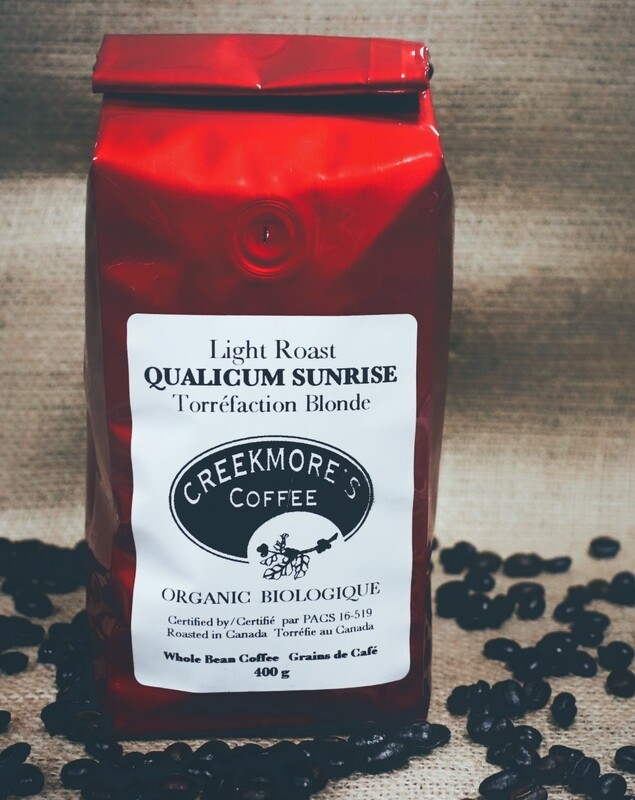 Light Roast
QUALICUM SUNRISE
Torréfaction Blonde
CREEKMORE'S
COFFEE
ORGANIC BIOLOGIQUE
Certified by/Certifié par PACS 16-519
Roasted in Canada Torréfie au Canada
Whole Bean Coffee Grains de Café
400 g